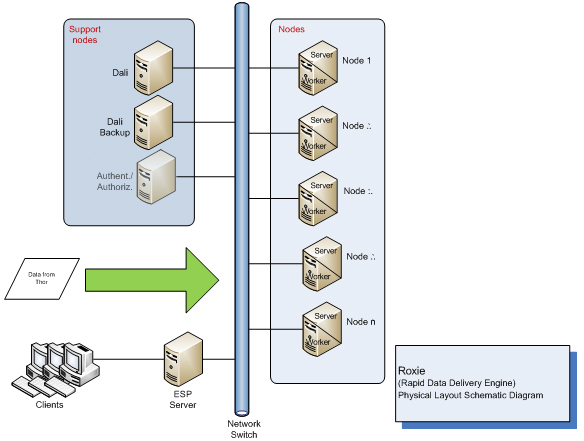 Support
nodes
Dali
Dali
Backup
Authent./
Authoriz.
Nodes
Server
Worker
Node 1
Server
Worker
Node .:.
Server
Worker
Node :..
Server
Worker
Node .:.
Server
Worker
Node n
Data from
Thor
Clients
ESP
Server
Network
Switch
Roxie
(Rapid Data Delivery Engine)
Physical Layout Schematic Diagram